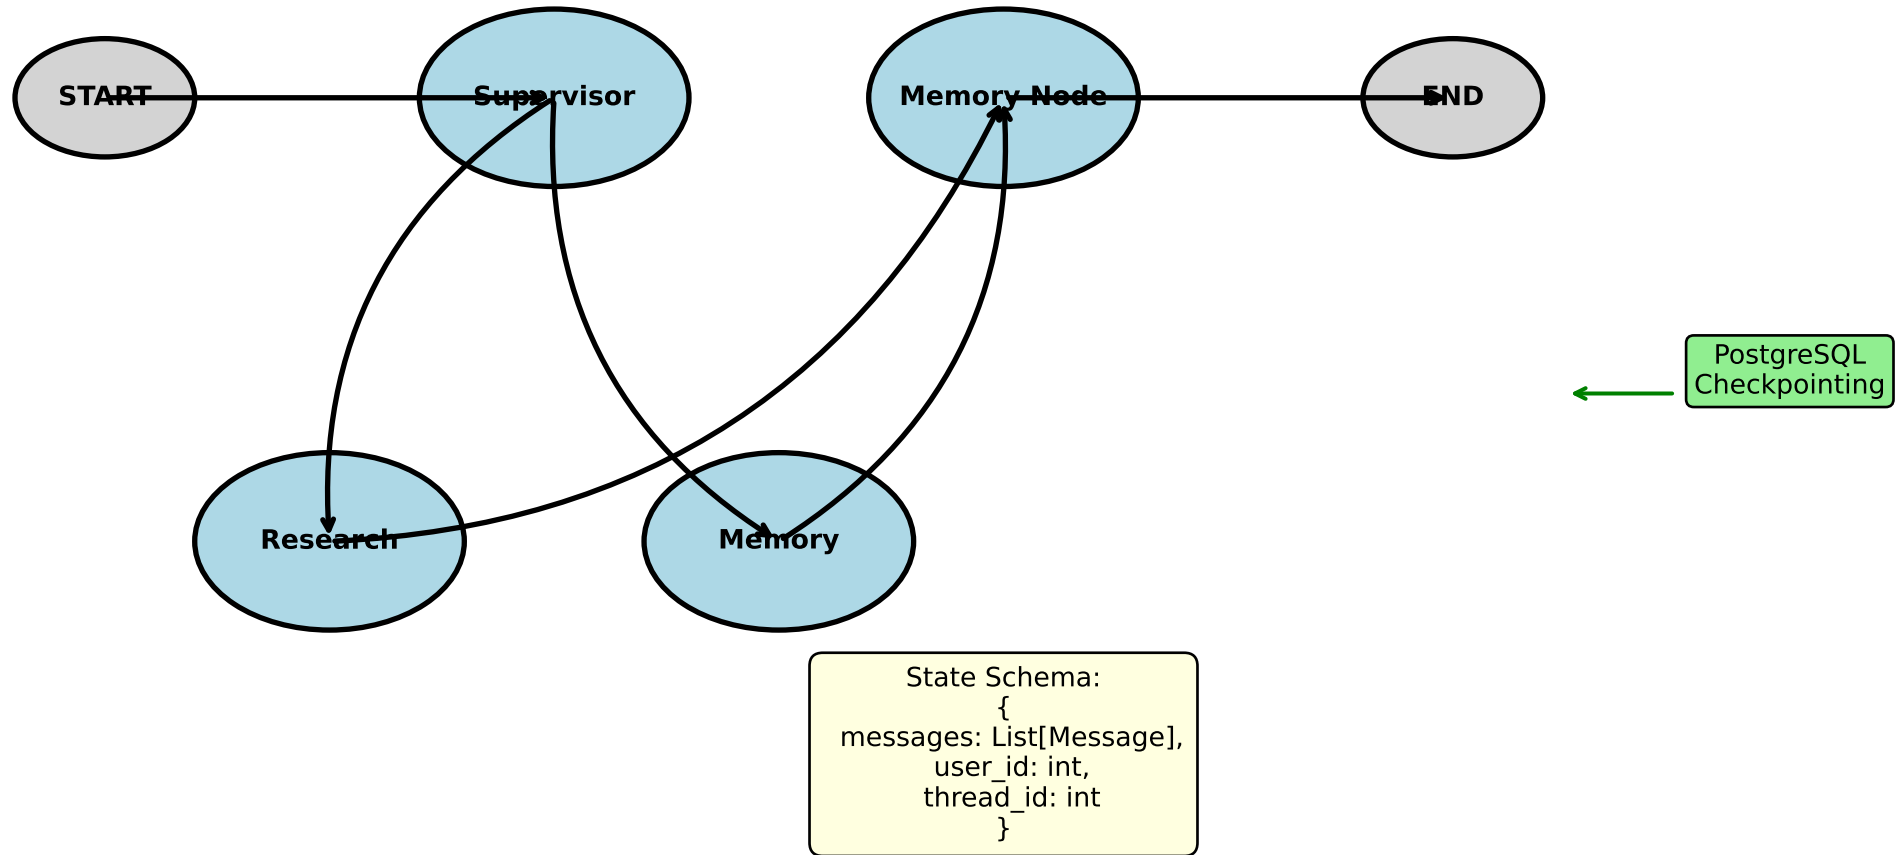 START
Supervisor
Memory Node
END
PostgreSQL
Checkpointing
Research
Memory
State Schema:
{
messages: List[Message],
user_id: int,
thread_id: int
}